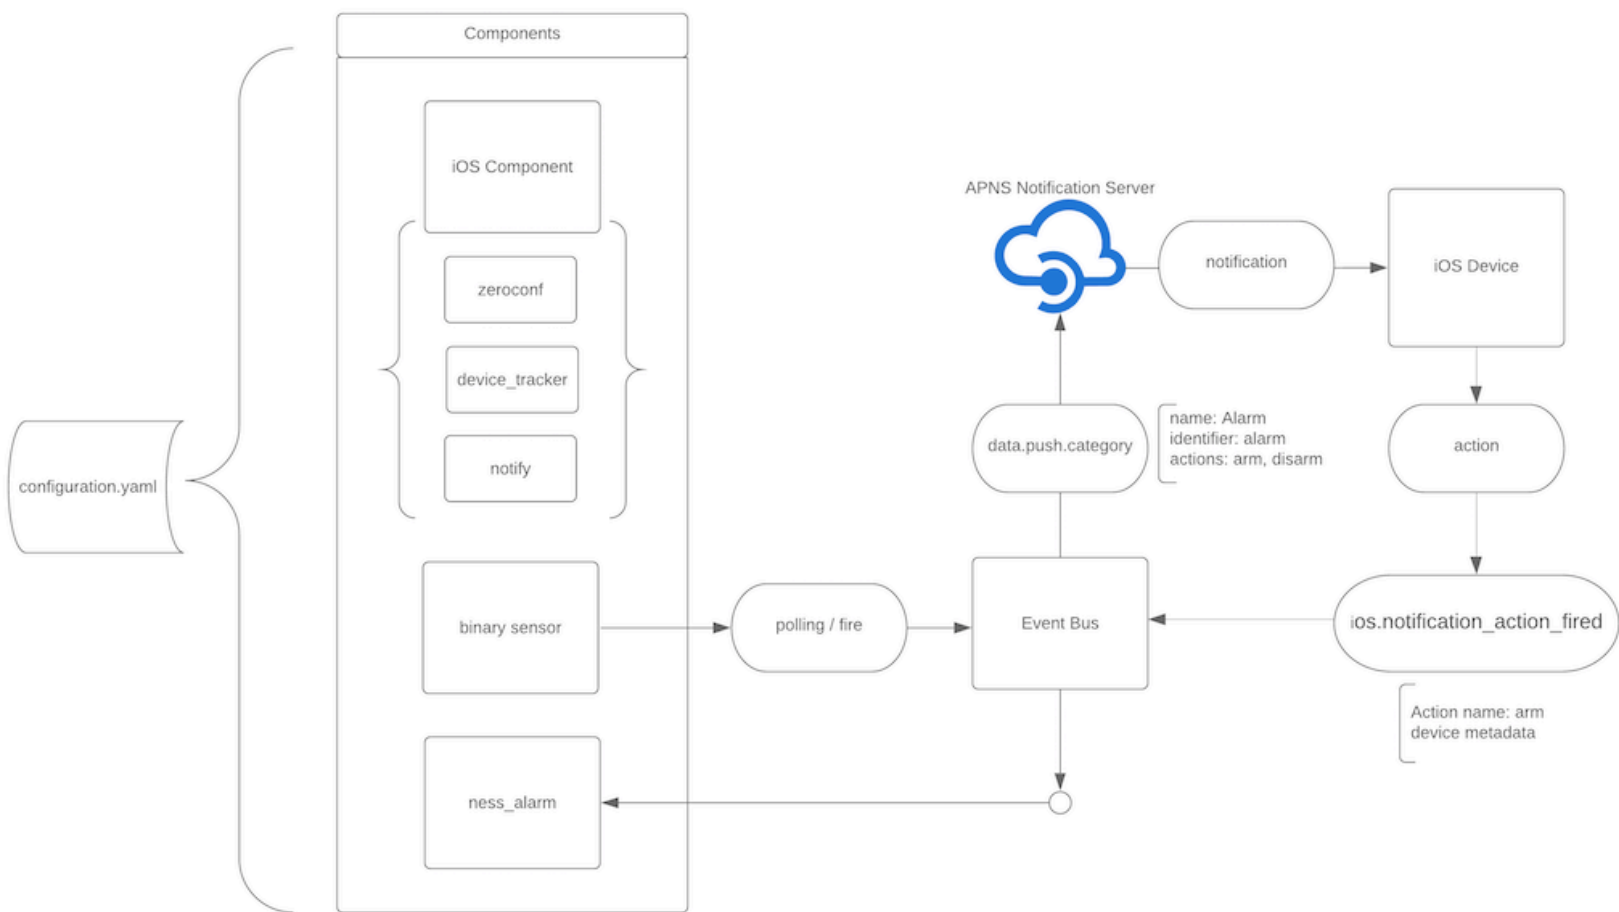 Components
iOS Component
zeroconf
device_tracker
notify
configuration.yaml
binary sensor
ness_alarm
polling / fire
APNS Notification Server
notification
iOS Device
data.push.category
name: Alarm
identifier: alarm
actions: arm, disarm
action
Event Bus
ios.notification_action_fired
Action name: arm
device metadata